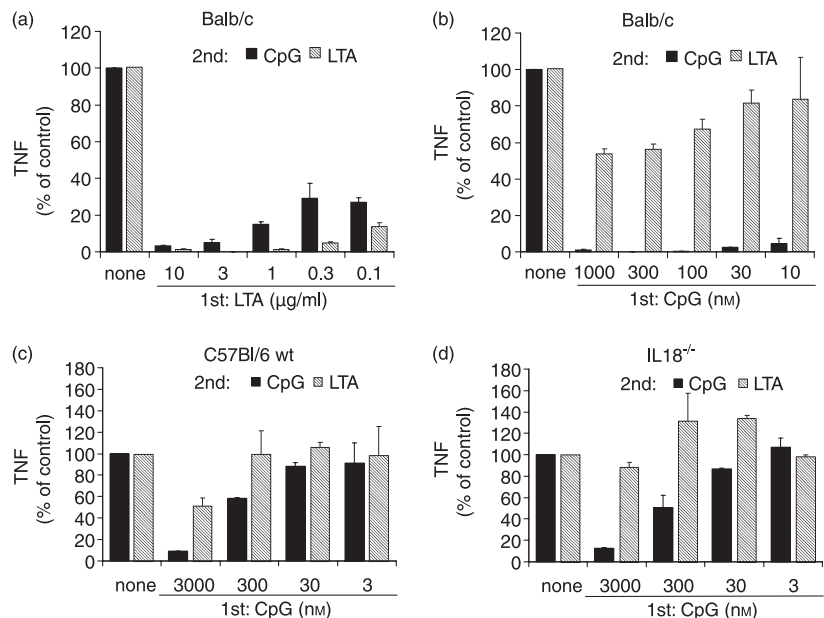 (a) Balb/c
2nd: CpG LTA
120
100
80
60
40
20
0
TNF
(% of control)
none 10 3 1 0.3 0.1
1st: LTA (µg/ml)
(b) Balb/c
2nd: CpG LTA
120
100
80
60
40
20
0
TNF
(% of control)
none 1000 300 100 30 10
1st: CpG (nM)
(c) C57Bl/6 wt
2nd: CpG LTA
180
160
140
120
100
80
60
40
20
0
TNF
(% of control)
none 3000 300 30 3
1st: CpG (nM)
(d) IL18-/-
2nd: CpG LTA
180
160
140
120
100
80
60
40
20
0
TNF
(% of control)
none 3000 300 30 3
1st: CpG (nM)